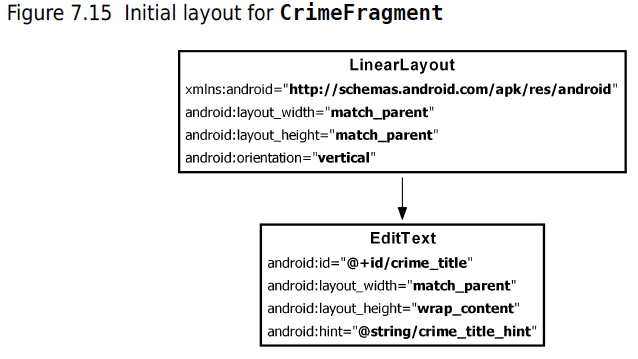 Figure 7.15 Initial layout for CrimeFragment
LinearLayout
xmlns:android="http://schemas.android.com/apk/res/android"
android:layout_width="match_parent"
android:layout_height="match_parent"
android:orientation="vertical"
EditText
android:id="@+id/crime_title"
android:layout_width="match_parent"
android:layout_height="wrap_content"
android:hint="@string/crime_title_hint"